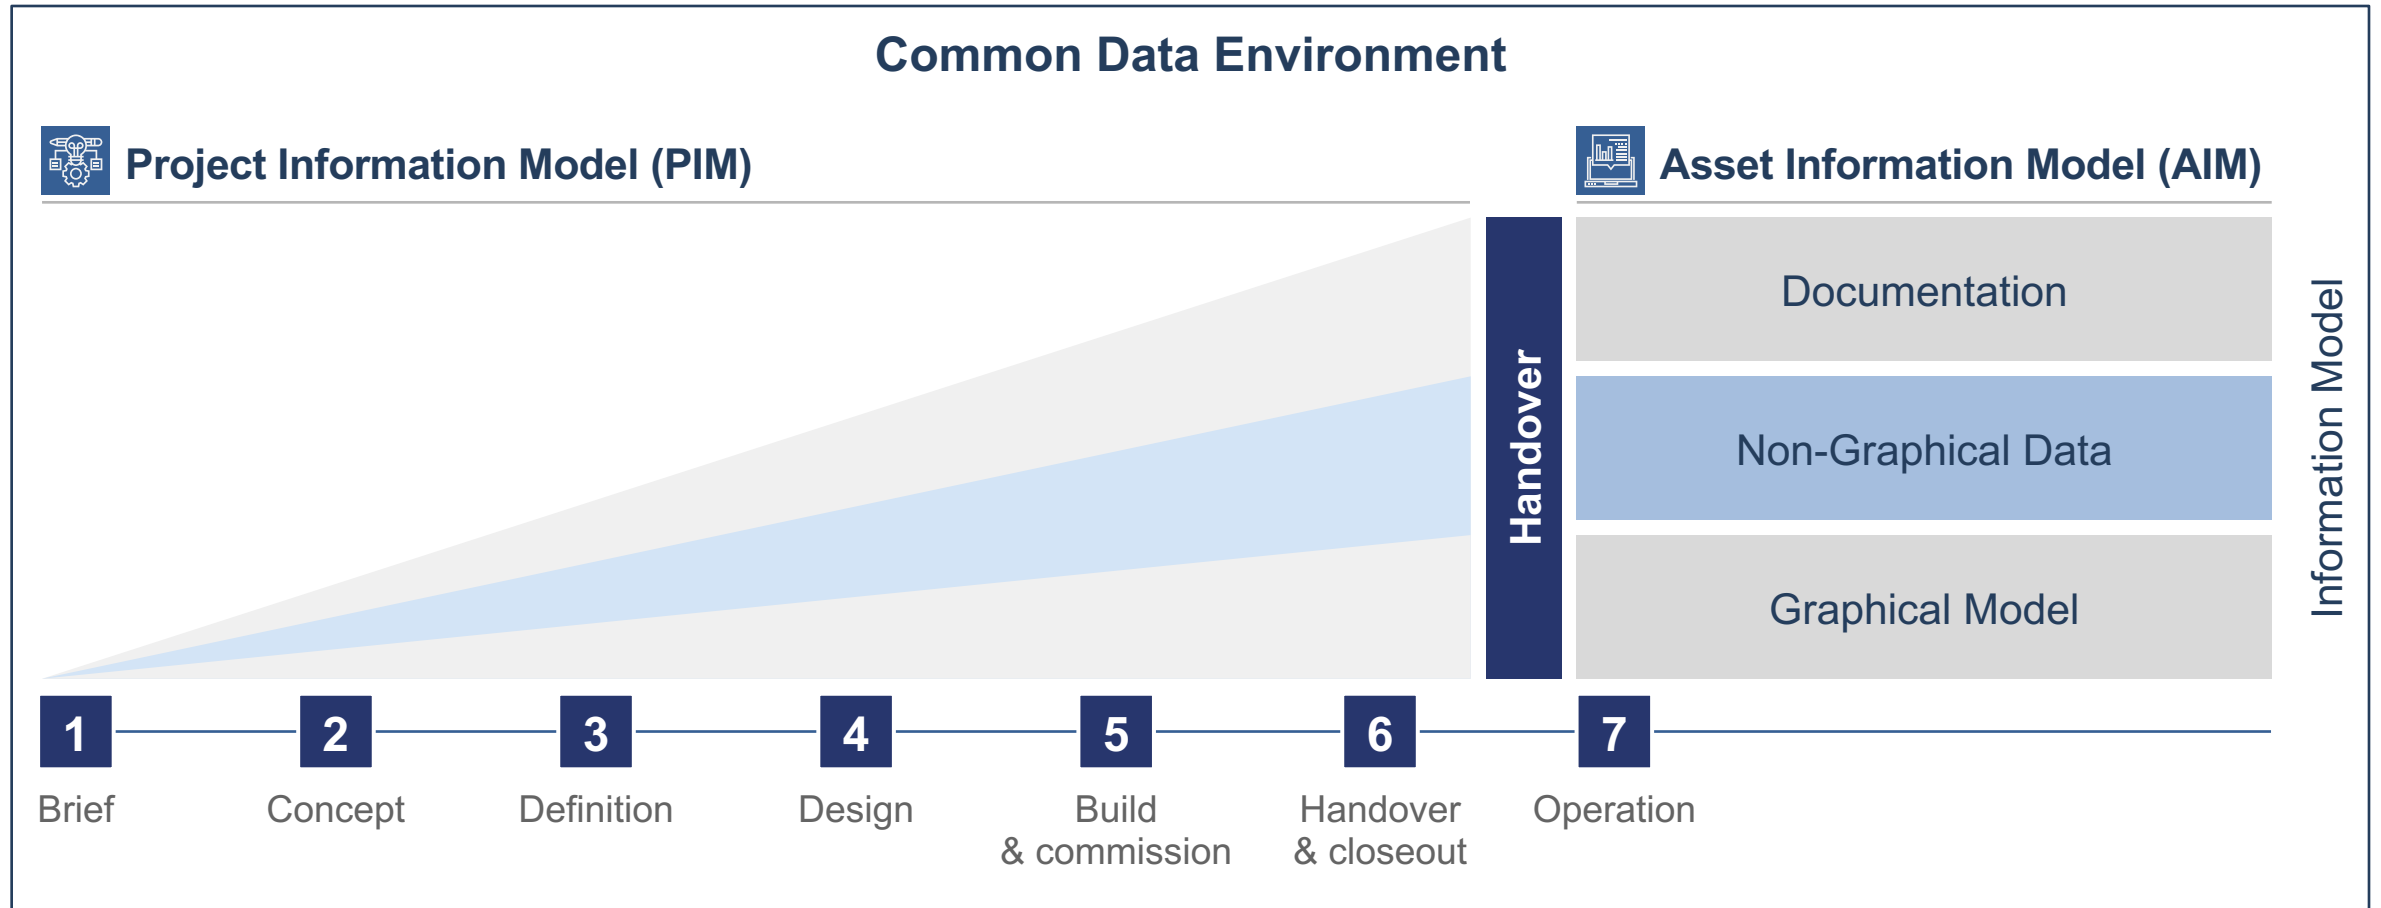 Common Data Environment
Project Information Model (PIM)
Asset Information Model (AIM)
Handover
Documentation
Non-Graphical Data
Graphical Model
Information Model
1
2
3
4
5
6
7
Brief
Concept
Definition
Design
Build
& commission
Handover
& closeout
Operation